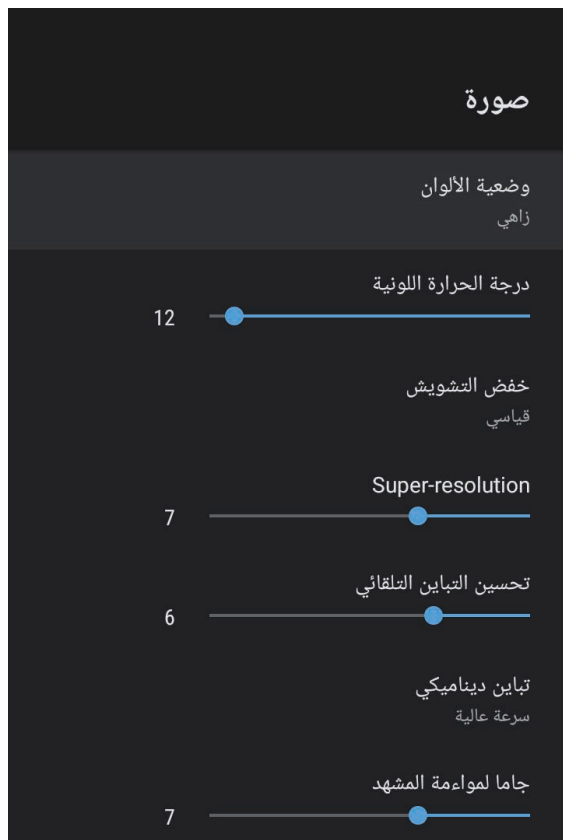 صورة
وضعية الألوان
زاهي
درجة الحرارة اللونية
12
خفض التشويش
قياسي
Super-resolution
7
تحسين التباين التلقائي
6
تباين ديناميكي
سرعة عالية
جاما لمواءمة المشهد
7